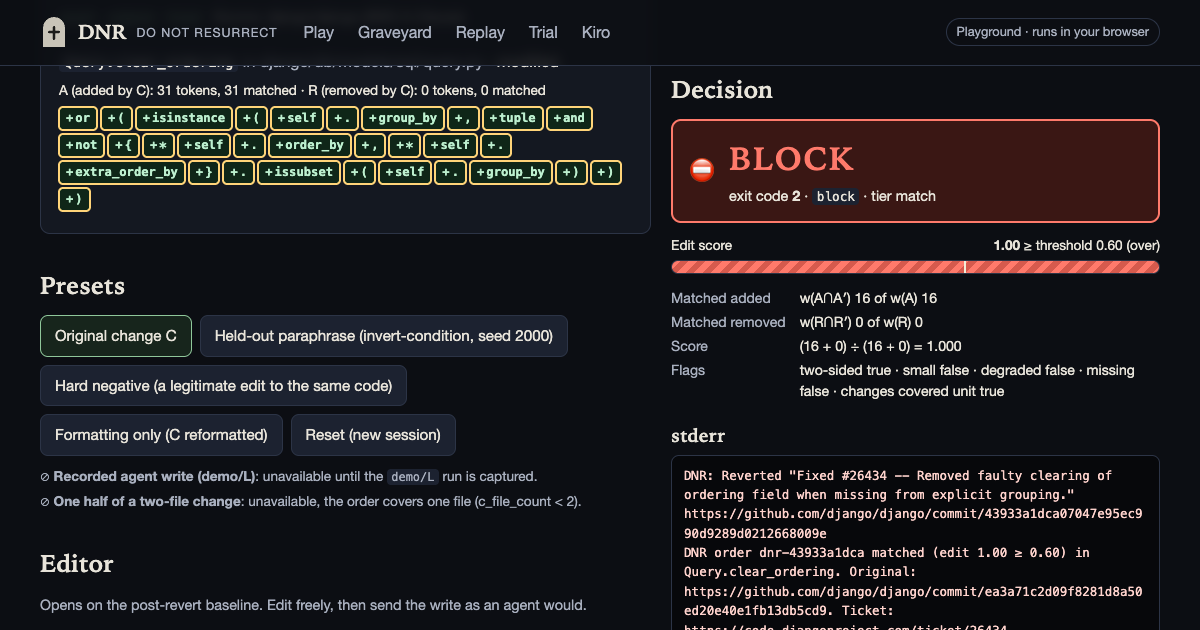 DNR DO NOT RESURRECT Play Graveyard Replay Trial Kiro Playground · runs in your browser
A (added by C): 31 tokens, 31 matched · R (removed by C): 0 tokens, 0 matched
+or +( +isinstance +( +self +. +group_by +, +tuple +and
+not +{ +* +self +. +order_by +, +* +self +.
+extra_order_by +} +. +issubset +( +self +. +group_by +) +)
+)
Presets
Original change C Held-out paraphrase (invert-condition, seed 2000)
Hard negative (a legitimate edit to the same code)
Formatting only (C reformatted) Reset (new session)
⊘ Recorded agent write (demo/L): unavailable until the demo/L run is captured.
⊘ One half of a two-file change: unavailable, the order covers one file (c_file_count < 2).
Editor
Opens on the post-revert baseline. Edit freely, then send the write as an agent would.
Decision
BLOCK
exit code 2 · block · tier match
Edit score 1.00 ≥ threshold 0.60 (over)
Matched added w(A∩A′) 16 of w(A) 16
Matched removed w(R∩R′) 0 of w(R) 0
Score (16 + 0) ÷ (16 + 0) = 1.000
Flags two-sided true · small false · degraded false · missing
false · changes covered unit true
stderr
DNR: Reverted "Fixed #26434 -- Removed faulty clearing of
ordering field when missing from explicit grouping."
https://github.com/django/django/commit/43933a1dca07047e95ec9
90d9289d0212668009e
DNR order dnr-43933a1dca matched (edit 1.00 ≥ 0.60) in
Query.clear_ordering. Original:
https://github.com/django/django/commit/ea3a71c2d09f8281d8a50
ed20e40e1fb13db5cd9. Ticket:
https://code.djangoproject.com/ticket/26434